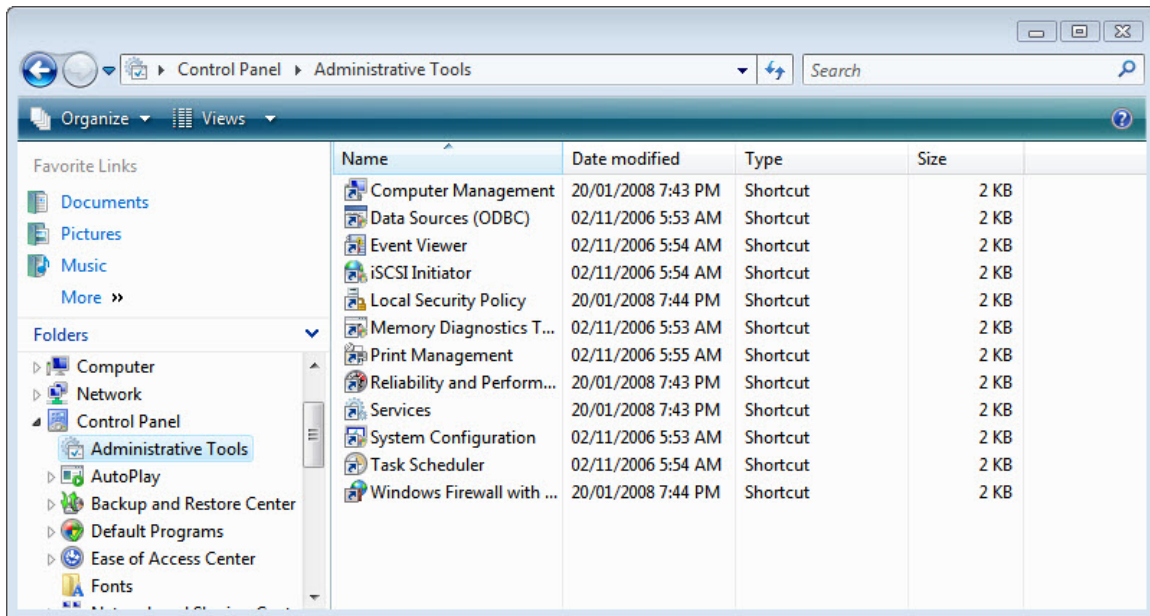 Control Panel Administrative Tools
Search
Organize Views
Favorite Links
Documents
Pictures
Music
More
Folders
Computer
Network
Control Panel
Administrative Tools
AutoPlay
Backup and Restore Center
Default Programs
Ease of Access Center
Fonts
Name Date modified Type Size
Computer Management 20/01/2008 7:43 PM Shortcut 2 KB
Data Sources (ODBC) 02/11/2006 5:53 AM Shortcut 2 KB
Event Viewer 02/11/2006 5:54 AM Shortcut 2 KB
iSCSI Initiator 02/11/2006 5:54 AM Shortcut 2 KB
Local Security Policy 20/01/2008 7:44 PM Shortcut 2 KB
Memory Diagnostics T... 02/11/2006 5:53 AM Shortcut 2 KB
Print Management 02/11/2006 5:55 AM Shortcut 2 KB
Reliability and Perform... 20/01/2008 7:43 PM Shortcut 2 KB
Services 20/01/2008 7:43 PM Shortcut 2 KB
System Configuration 02/11/2006 5:53 AM Shortcut 2 KB
Task Scheduler 02/11/2006 5:54 AM Shortcut 2 KB
Windows Firewall with ... 20/01/2008 7:44 PM Shortcut 2 KB